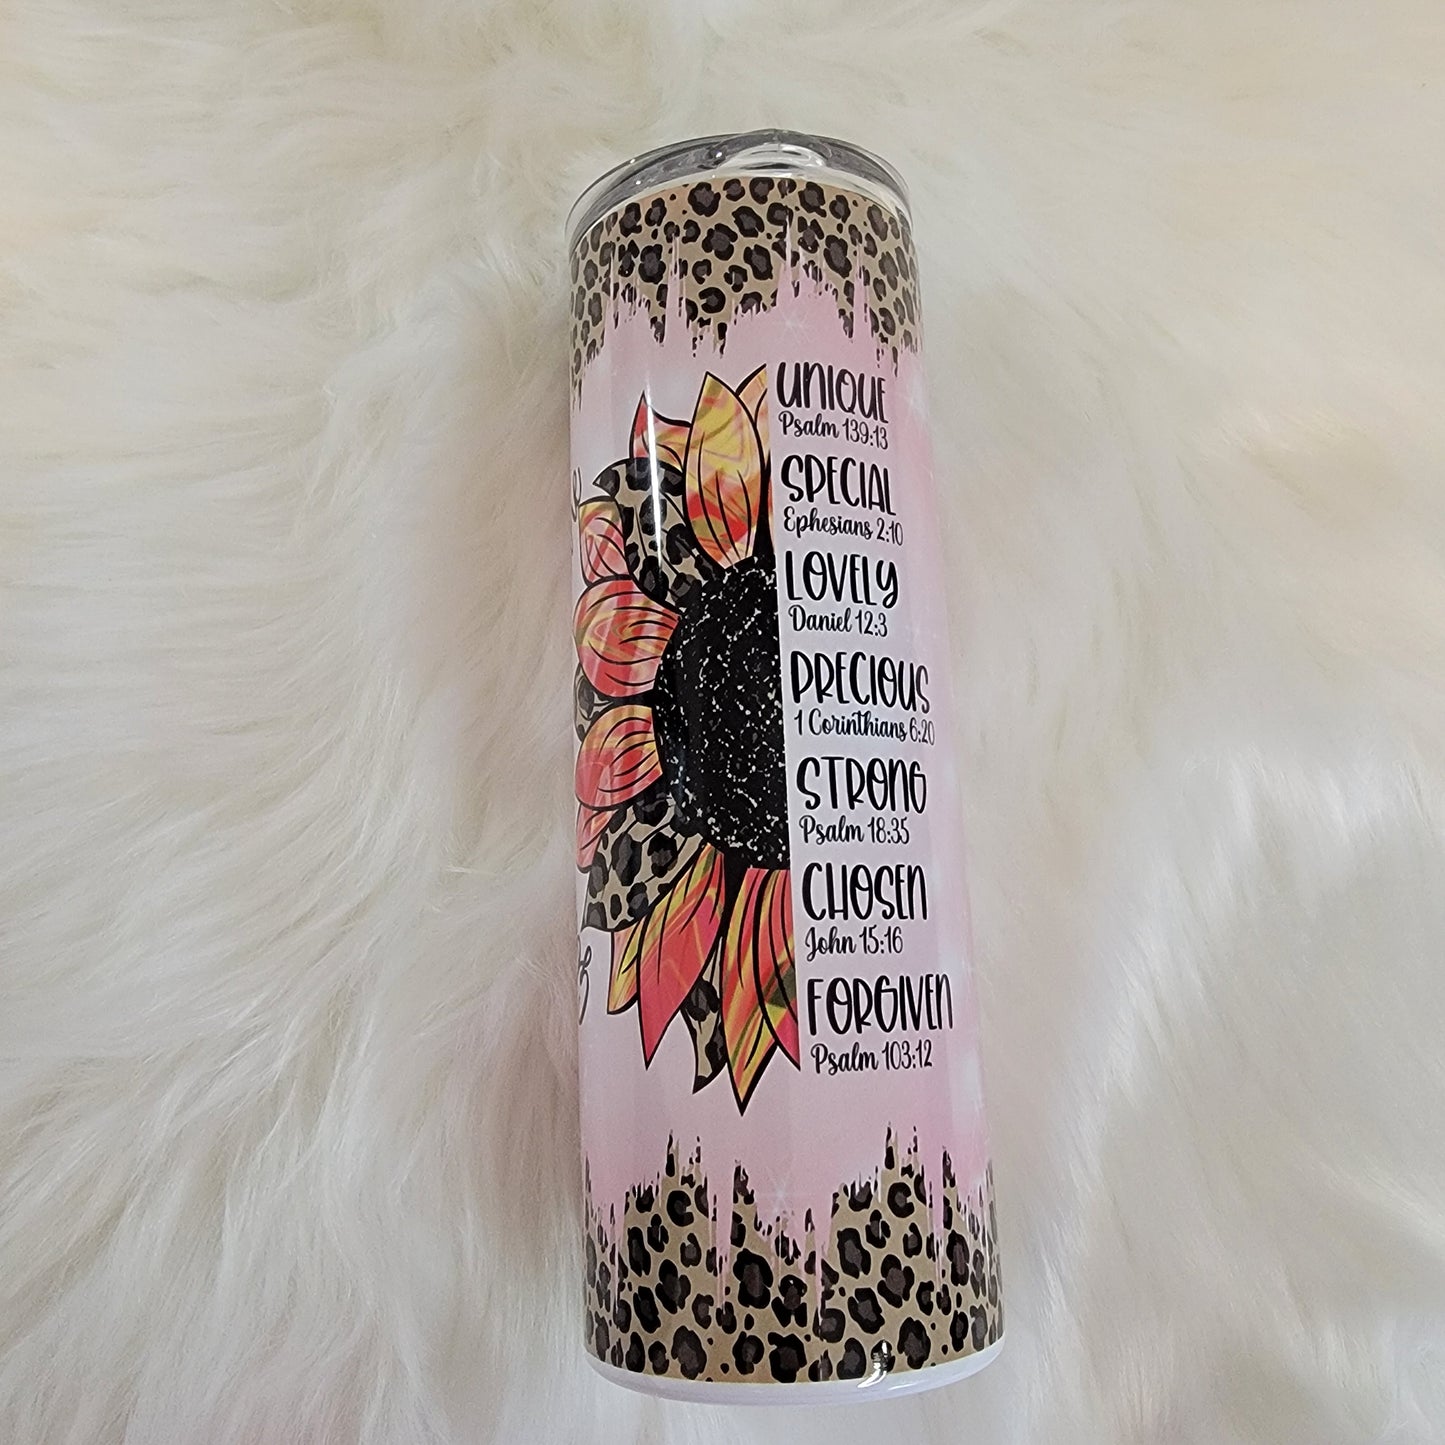 UNIQUE
Psalm 139:13
SPECIAL
Ephesians 2:10
LOVELY
Daniel 12:3
PRECIOUS
1 Corinthians 6:20
STRONG
Psalm 18:35
CHOSEN
John 15:16
FORGIVEN
Psalm 103:12